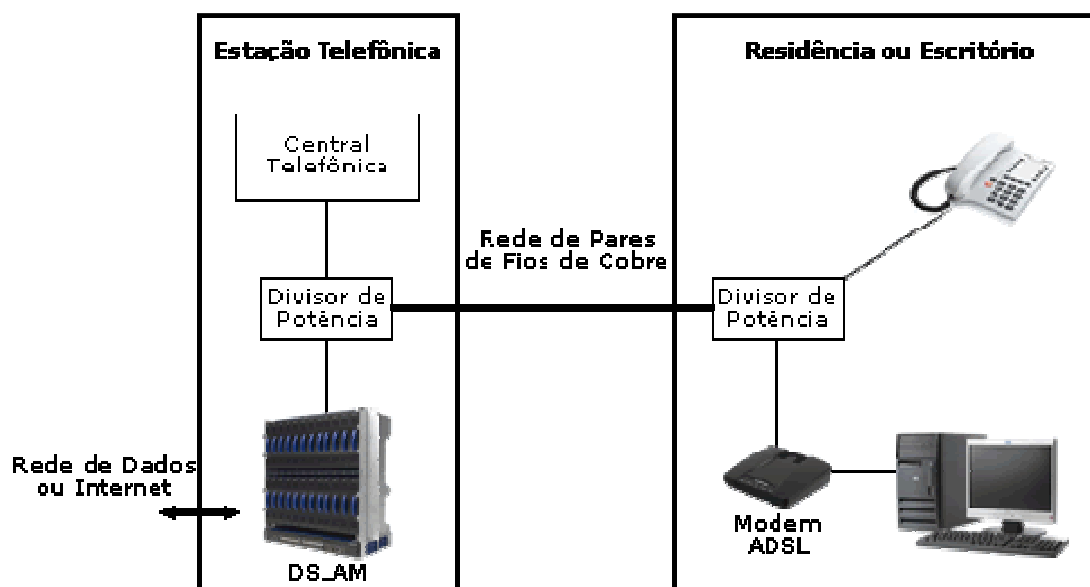 Estação Telefônica
Residência ou Escritório
Central
Telefônica
Rede de Pares
de Fios de Cobre
Divisor de
Potência
Divisor de
Potência
Rede de Dados
ou Internet
Modem
ADSL
DSLAM